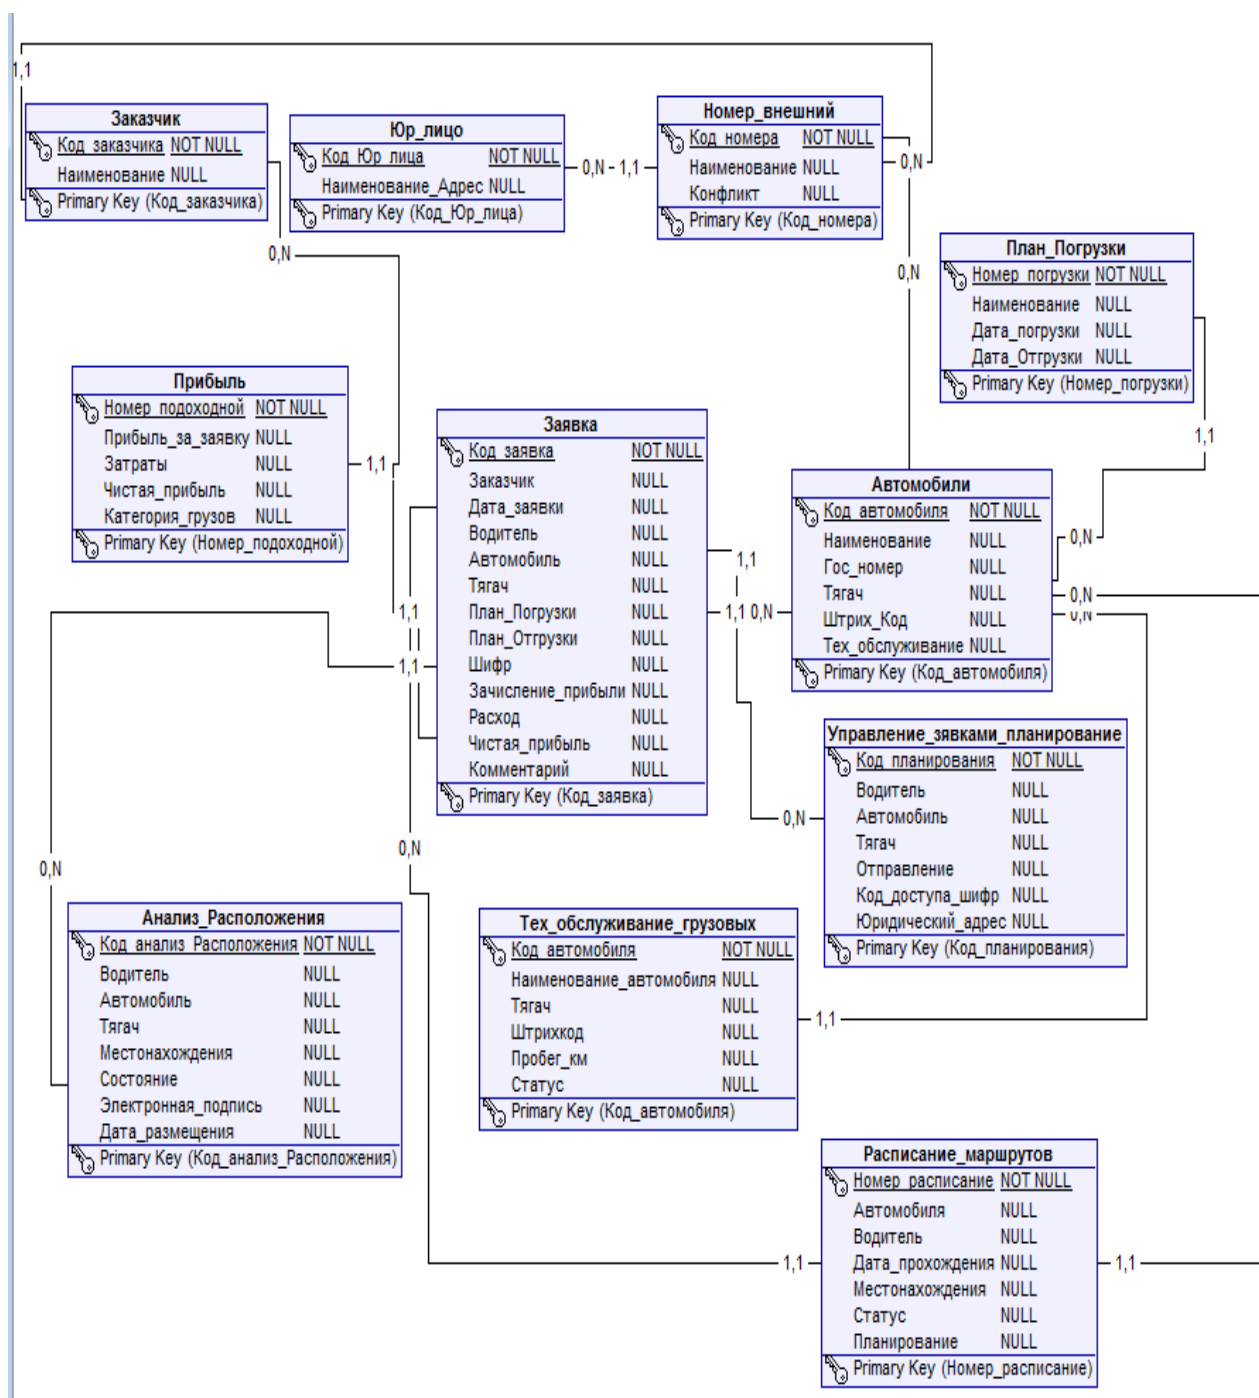 1,1
Заказчик
Код_заказчика NOT NULL
Наименование NULL
Primary Key (Код_заказчика)
Юр_лицо
Код_Юр_лица NOT NULL
Наименование_Адрес NULL
Primary Key (Код_Юр_лица)
0,N
1,1
Номер_внешний
Код_номера NOT NULL
Наименование NULL
Конфликт NULL
Primary Key (Код_номера)
0,N
0,N
0,N
План_Погрузки
Номер_погрузки NOT NULL
Наименование NULL
Дата_погрузки NULL
Дата_Отгрузки NULL
Primary Key (Номер_погрузки)
1,1
Прибыль
Номер_подоходной NOT NULL
Прибыль_за_заявку NULL
Затраты NULL
Чистая_прибыль NULL
Категория_грузов NULL
Primary Key (Номер_подоходной)
1,1
Заявка
Код_заявка NOT NULL
Заказчик NULL
Дата_заявки NULL
Водитель NULL
Автомобиль NULL
Тягач NULL
План_Погрузки NULL
План_Отгрузки NULL
Шифр NULL
Зачисление_прибыли NULL
Расход NULL
Чистая_прибыль NULL
Комментарий NULL
Primary Key (Код_заявка)
1,1
1,1
1,1
1,1
0,N
Автомобили
Код_автомобиля NOT NULL
Наименование NULL
Гос_номер NULL
Тягач NULL
Штрих_Код NULL
Тех_обслуживание NULL
Primary Key (Код_автомобиля)
0,N
0,N
0,N
Управление_зявками_планирование
Код_планирования NOT NULL
Водитель NULL
Автомобиль NULL
Тягач NULL
Отправление NULL
Код_доступа_шифр NULL
Юридический_адрес NULL
Primary Key (Код_планирования)
0,N
0,N
0,N
Анализ_Расположения
Код_анализ_Расположения NOT NULL
Водитель NULL
Автомобиль NULL
Тягач NULL
Местонахождения NULL
Состояние NULL
Электронная_подпись NULL
Дата_размещения NULL
Primary Key (Код_анализ_Расположения)
Тех_обслуживание_грузовых
Код_автомобиля NOT NULL
Наименование_автомобиля NULL
Тягач NULL
Штрихкод NULL
Пробег_км NULL
Статус NULL
Primary Key (Код_автомобиля)
1,1
Расписание_маршрутов
Номер_расписание NOT NULL
Автомобиля NULL
Водитель NULL
Дата_прохождения NULL
Местонахождения NULL
Статус NULL
Планирование NULL
Primary Key (Номер_расписание)
1,1
1,1